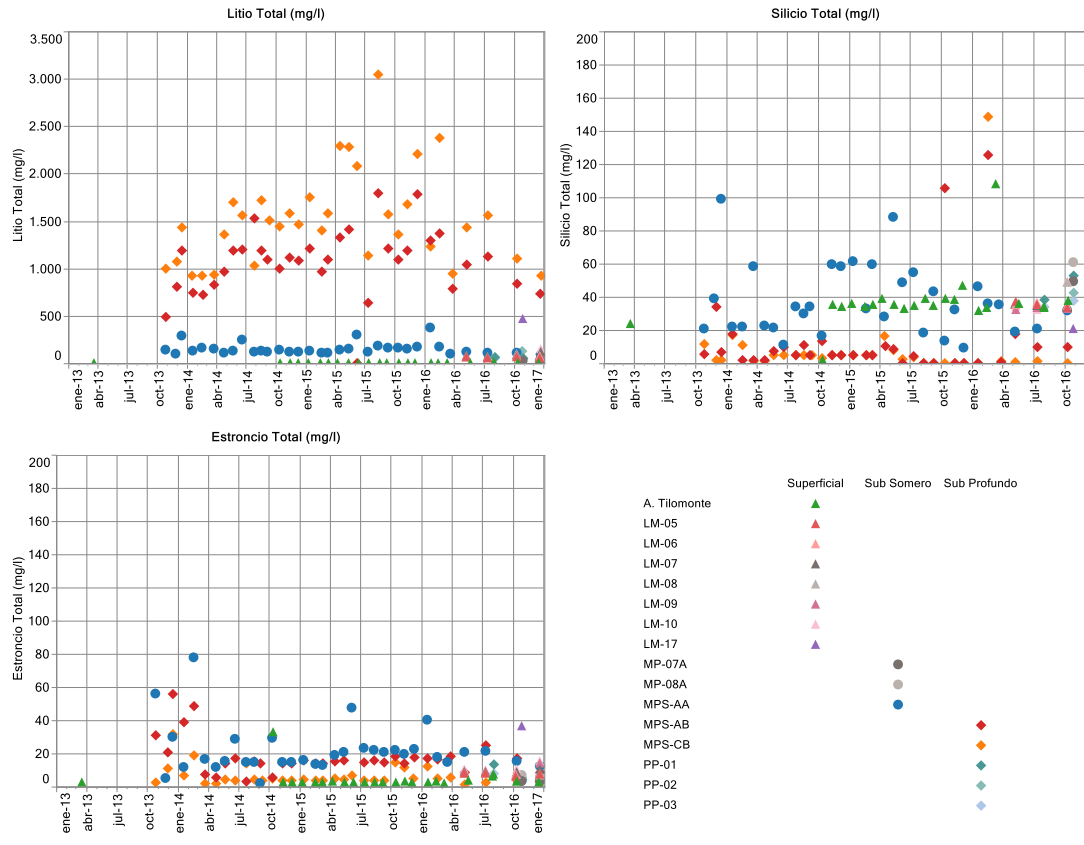 Litio Total (mg/l)
Litio Total (mg/l)
3.500
3.000
2.500
2.000
1.500
1.000
500
0
ene-13
abr-13
jul-13
oct-13
ene-14
abr-14
jul-14
oct-14
ene-15
abr-15
jul-15
oct-15
ene-16
abr-16
jul-16
oct-16
ene-17
Silicio Total (mg/l)
Silicio Total (mg/l)
200
180
160
140
120
100
80
60
40
20
0
ene-13
abr-13
jul-13
oct-13
ene-14
abr-14
jul-14
oct-14
ene-15
abr-15
jul-15
oct-15
ene-16
abr-16
jul-16
oct-16
Estroncio Total (mg/l)
Estroncio Total (mg/l)
200
180
160
140
120
100
80
60
40
20
0
ene-13
abr-13
jul-13
oct-13
ene-14
abr-14
jul-14
oct-14
ene-15
abr-15
jul-15
oct-15
ene-16
abr-16
jul-16
oct-16
ene-17
Superficial Sub Somero Sub Profundo
A. Tilomonte
LM-05
LM-06
LM-07
LM-08
LM-09
LM-10
LM-17
MP-07A
MP-08A
MPS-AA
MPS-AB
MPS-CB
PP-01
PP-02
PP-03